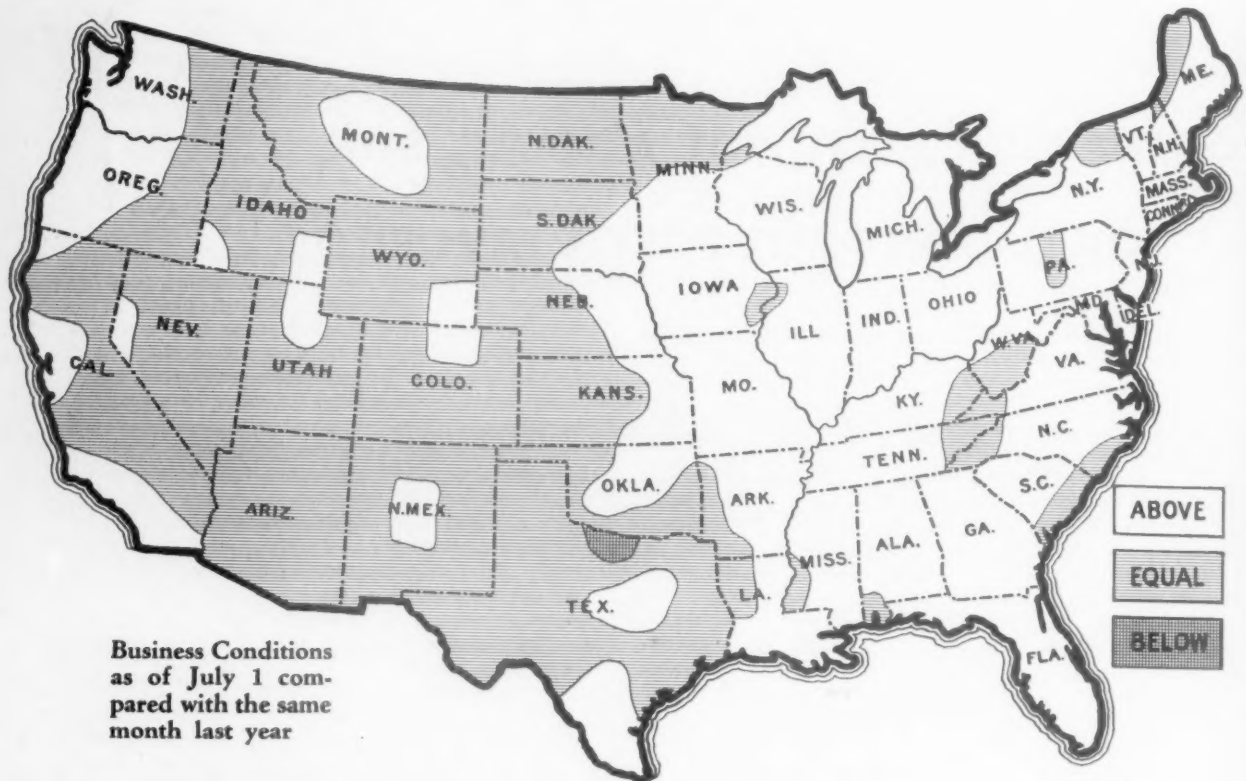 WASH.
MONT.
N.DAK.
MINN.
ME.
VT.
N.H.
OREG.
IDAHO
S.DAK.
WIS.
MICH.
N.Y.
MASS.
CONN.
WYO.
IOWA
PA.
N.J.
NEB.
ILL
IND.
OHIO
MD.
DEL.
NEV.
UTAH
COLO.
KANS.
MO.
W.VA.
VA.
CAL.
KY.
N.C.
TENN.
ARIZ.
N.MEX.
OKLA.
ARK.
S.C.
MISS.
ALA.
GA.
TEX.
LA.
FLA.
ABOVE
EQUAL
BELOW
Business Conditions
as of July 1 com-
pared with the same
month last year